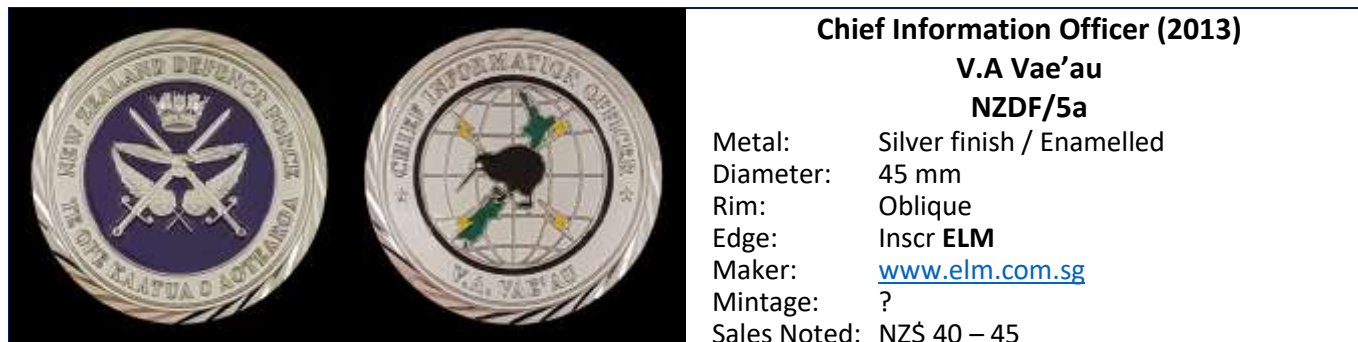 NEW ZEALAND DEFENCE FORCE
TE OPE KAATUA O AOTEAROA
CHIEF INFORMATION OFFICER
V.A. VAE'AU
Chief Information Officer (2013)
V.A Vae’au
NZDF/5a
Metal: Silver finish / Enamelled
Diameter: 45 mm
Rim: Oblique
Edge: Inscr ELM
Maker: www.elm.com.sg
Mintage: ?
Sales Noted: NZ$ 40 – 45